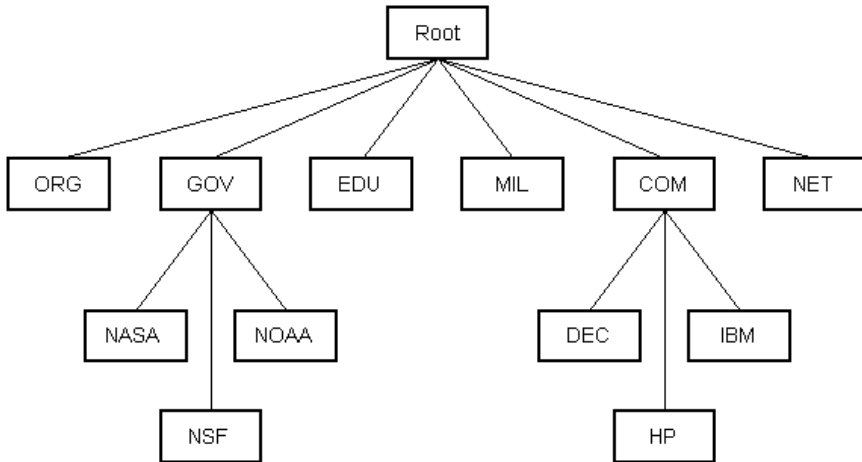 Root
ORG
GOV
EDU
MIL
COM
NET
NASA
NOAA
DEC
IBM
NSF
HP